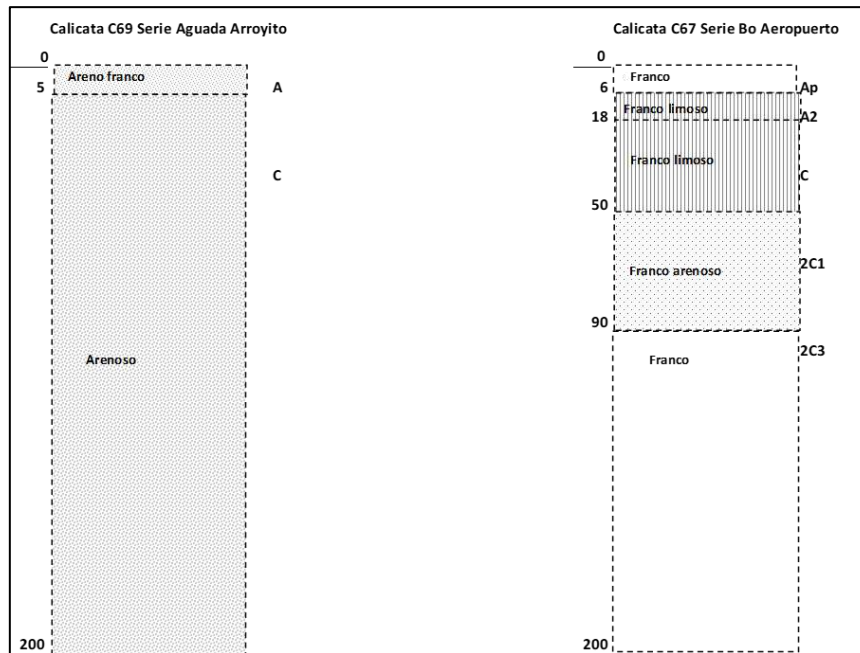 Calicata C69 Serie Aguada Arroyito
0
Areno franco
5
A
C
Arenoso
200
Calicata C67 Serie Bo Aeropuerto
0
Franco
6
Ap
Franco limoso
18
A2
Franco limoso
C
50
Franco arenoso
2C1
90
2C3
Franco
200